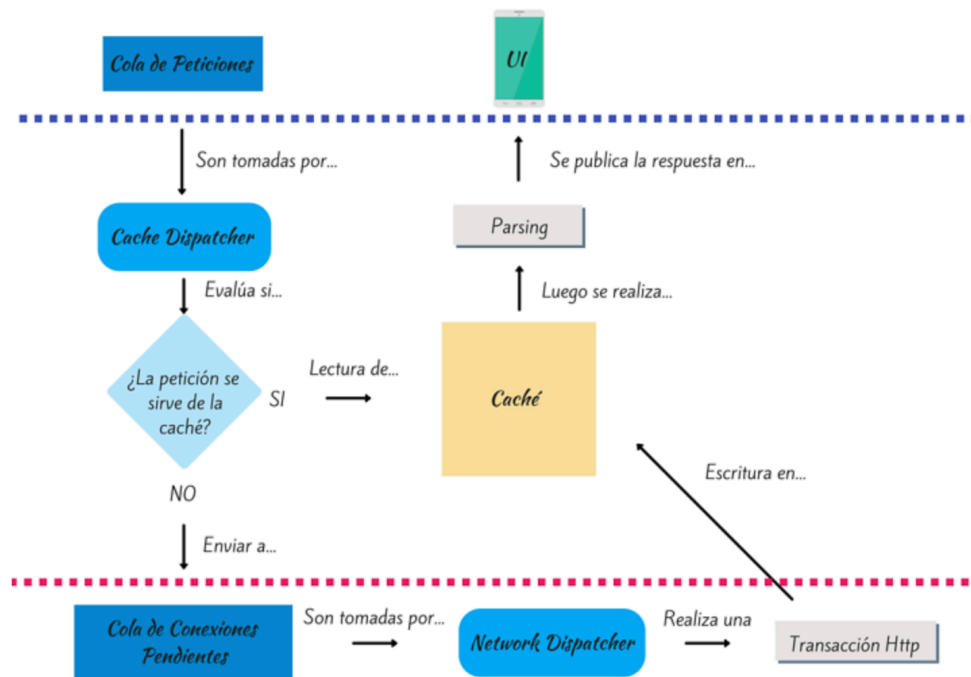 Cola de Peticiones
UI
Son tomadas por...
Se publica la respuesta en...
Cache Dispatcher
Parsing
Evalúa si...
Luego se realiza...
¿La petición se
sirve de la
caché?
SI
Lectura de...
Caché
NO
Escritura en...
Enviar a...
Cola de Conexiones
Pendientes
Son tomadas por...
Network Dispatcher
Realiza una
Transacción Http